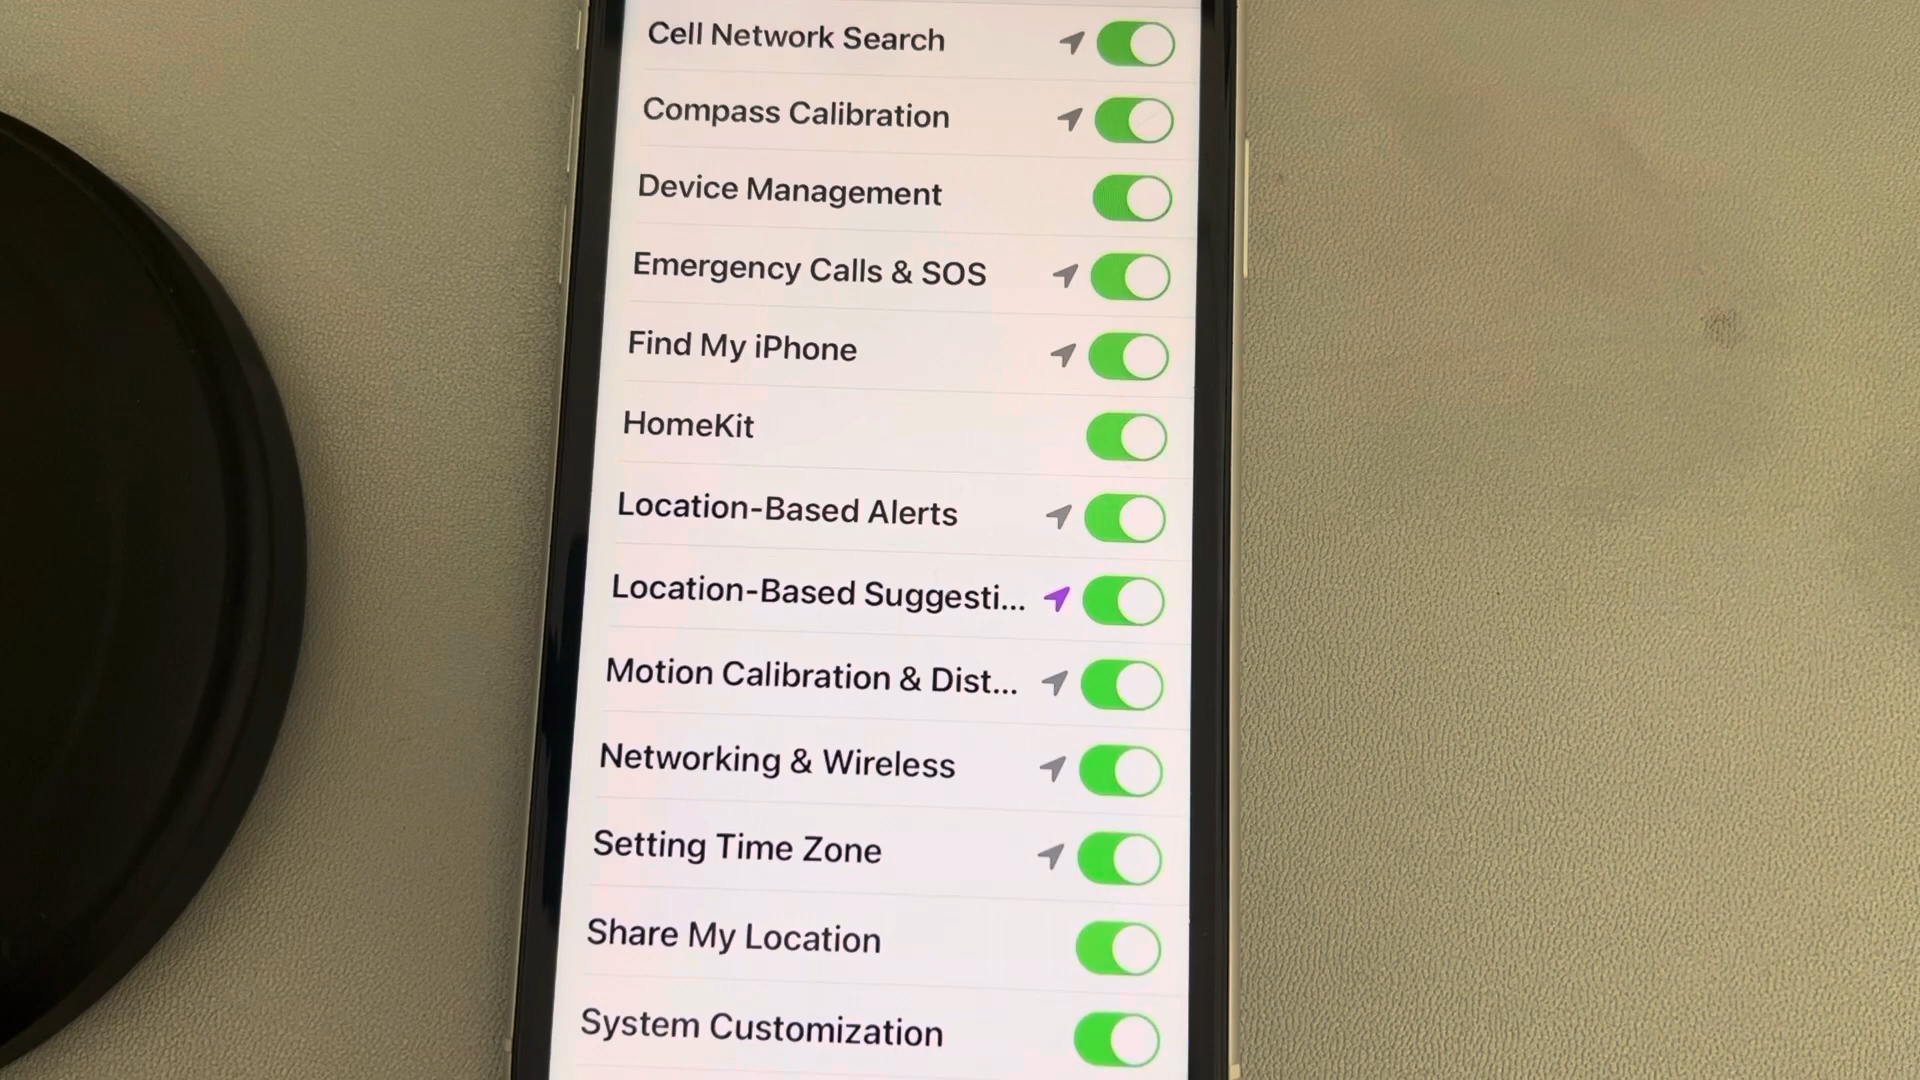 Cell Network Search
Compass Calibration
Device Management
Emergency Calls & SOS
Find My iPhone
HomeKit
Location-Based Alerts
Location-Based Suggesti...
Motion Calibration & Dist...
Networking & Wireless
Setting Time Zone
Share My Location
System Customization